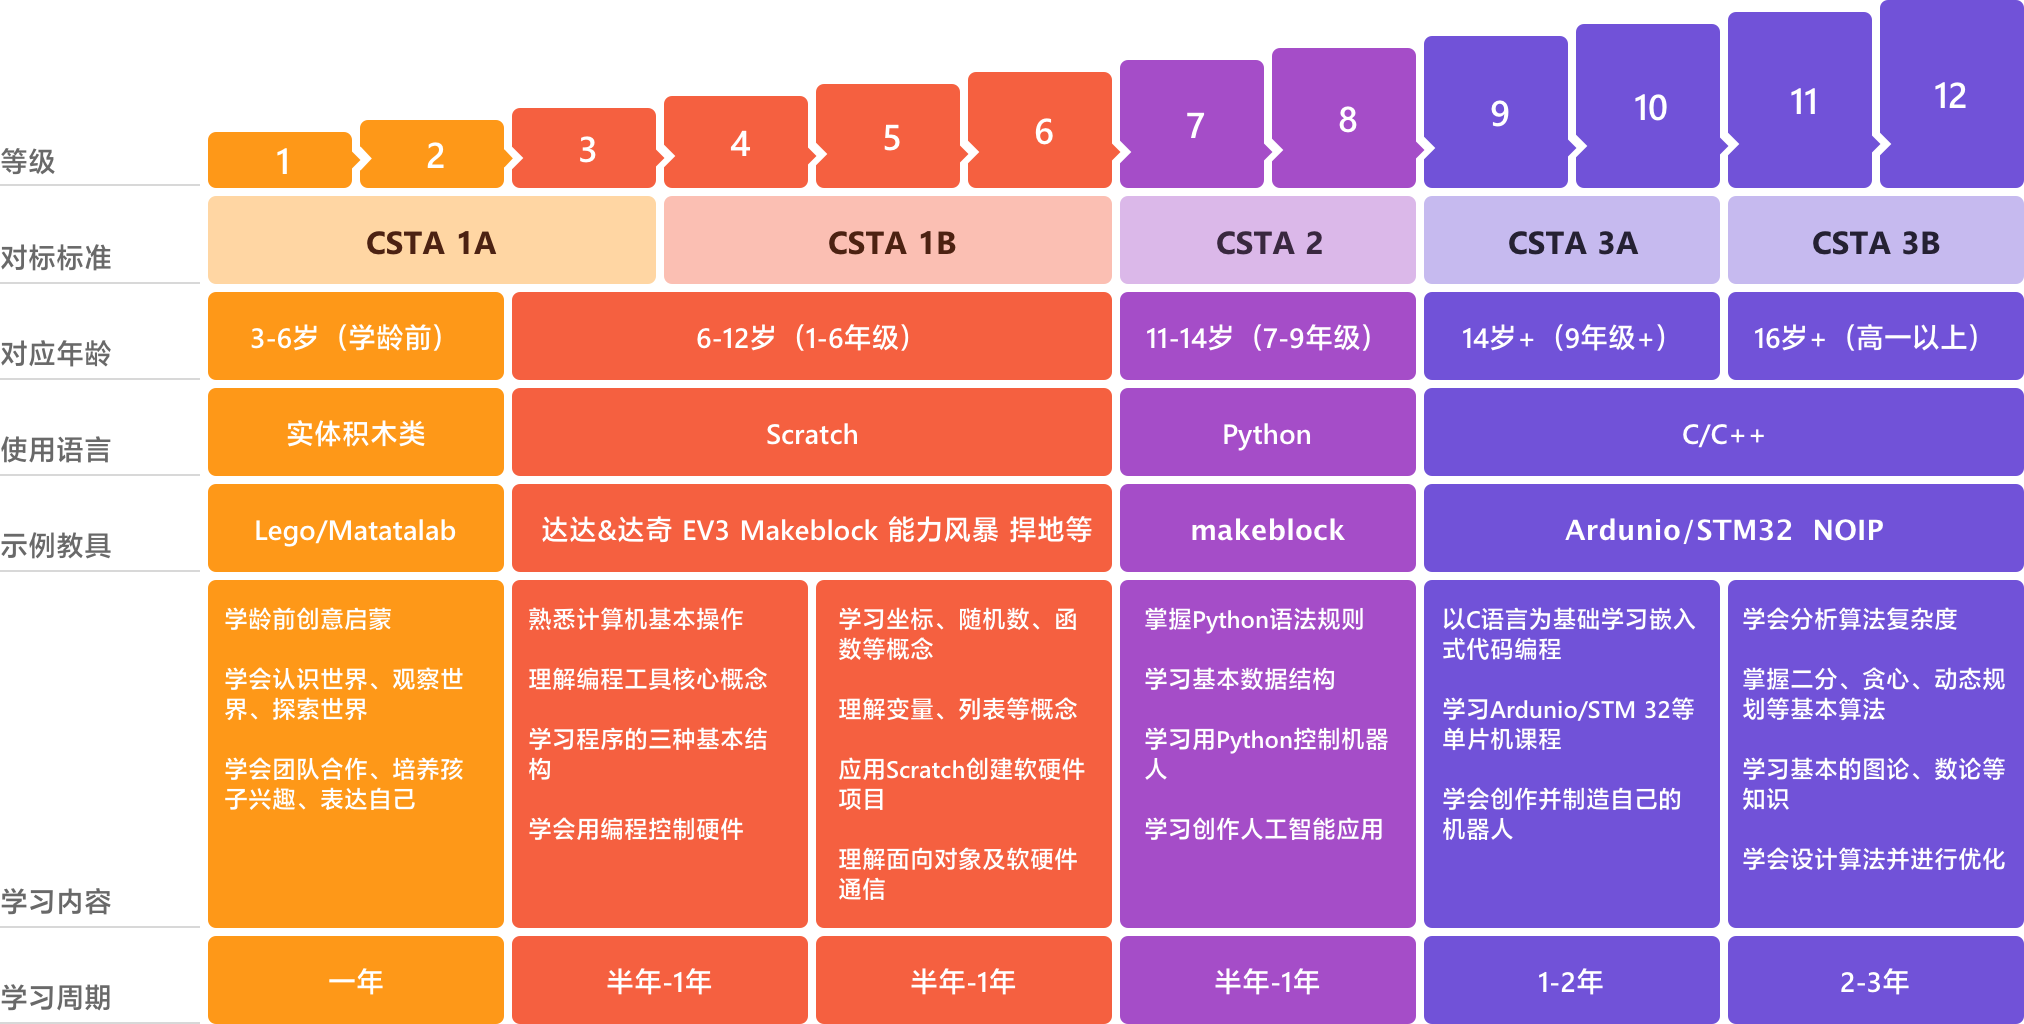 等级
1
2
3
4
5
6
7
8
9
10
11
12
对标标准
CSTA 1A
CSTA 1B
CSTA 2
CSTA 3A
CSTA 3B
对应年龄
3-6岁（学龄前）
6-12岁（1-6年级）
11-14岁（7-9年级）
14岁+（9年级+）
16岁+（高一以上）
使用语言
实体积木类
Scratch
Python
C/C++
示例教具
Lego/Matatalab
达达&达奇 EV3 Makeblock 能力风暴 捍地等
makeblock
Ardunio/STM32 NOIP
学习内容
学龄前创意启蒙
学会认识世界、观察世
界、探索世界
学会团队合作、培养孩
子兴趣、表达自己
熟悉计算机基本操作
理解编程工具核心概念
学习程序的三种基本结
构
学会用编程控制硬件
学习坐标、随机数、函
数等概念
理解变量、列表等概念
应用Scratch创建软硬件
项目
理解面向对象及软硬件
通信
掌握Python语法规则
学习基本数据结构
学习用Python控制机器
人
学习创作人工智能应用
以C语言为基础学习嵌入
式代码编程
学习Ardunio/STM 32等
单片机课程
学会创作并制造自己的
机器人
学会分析算法复杂度
掌握二分、贪心、动态规
划等基本算法
学习基本的图论、数论等
知识
学会设计算法并进行优化
学习周期
一年
半年-1年
半年-1年
半年-1年
1-2年
2-3年